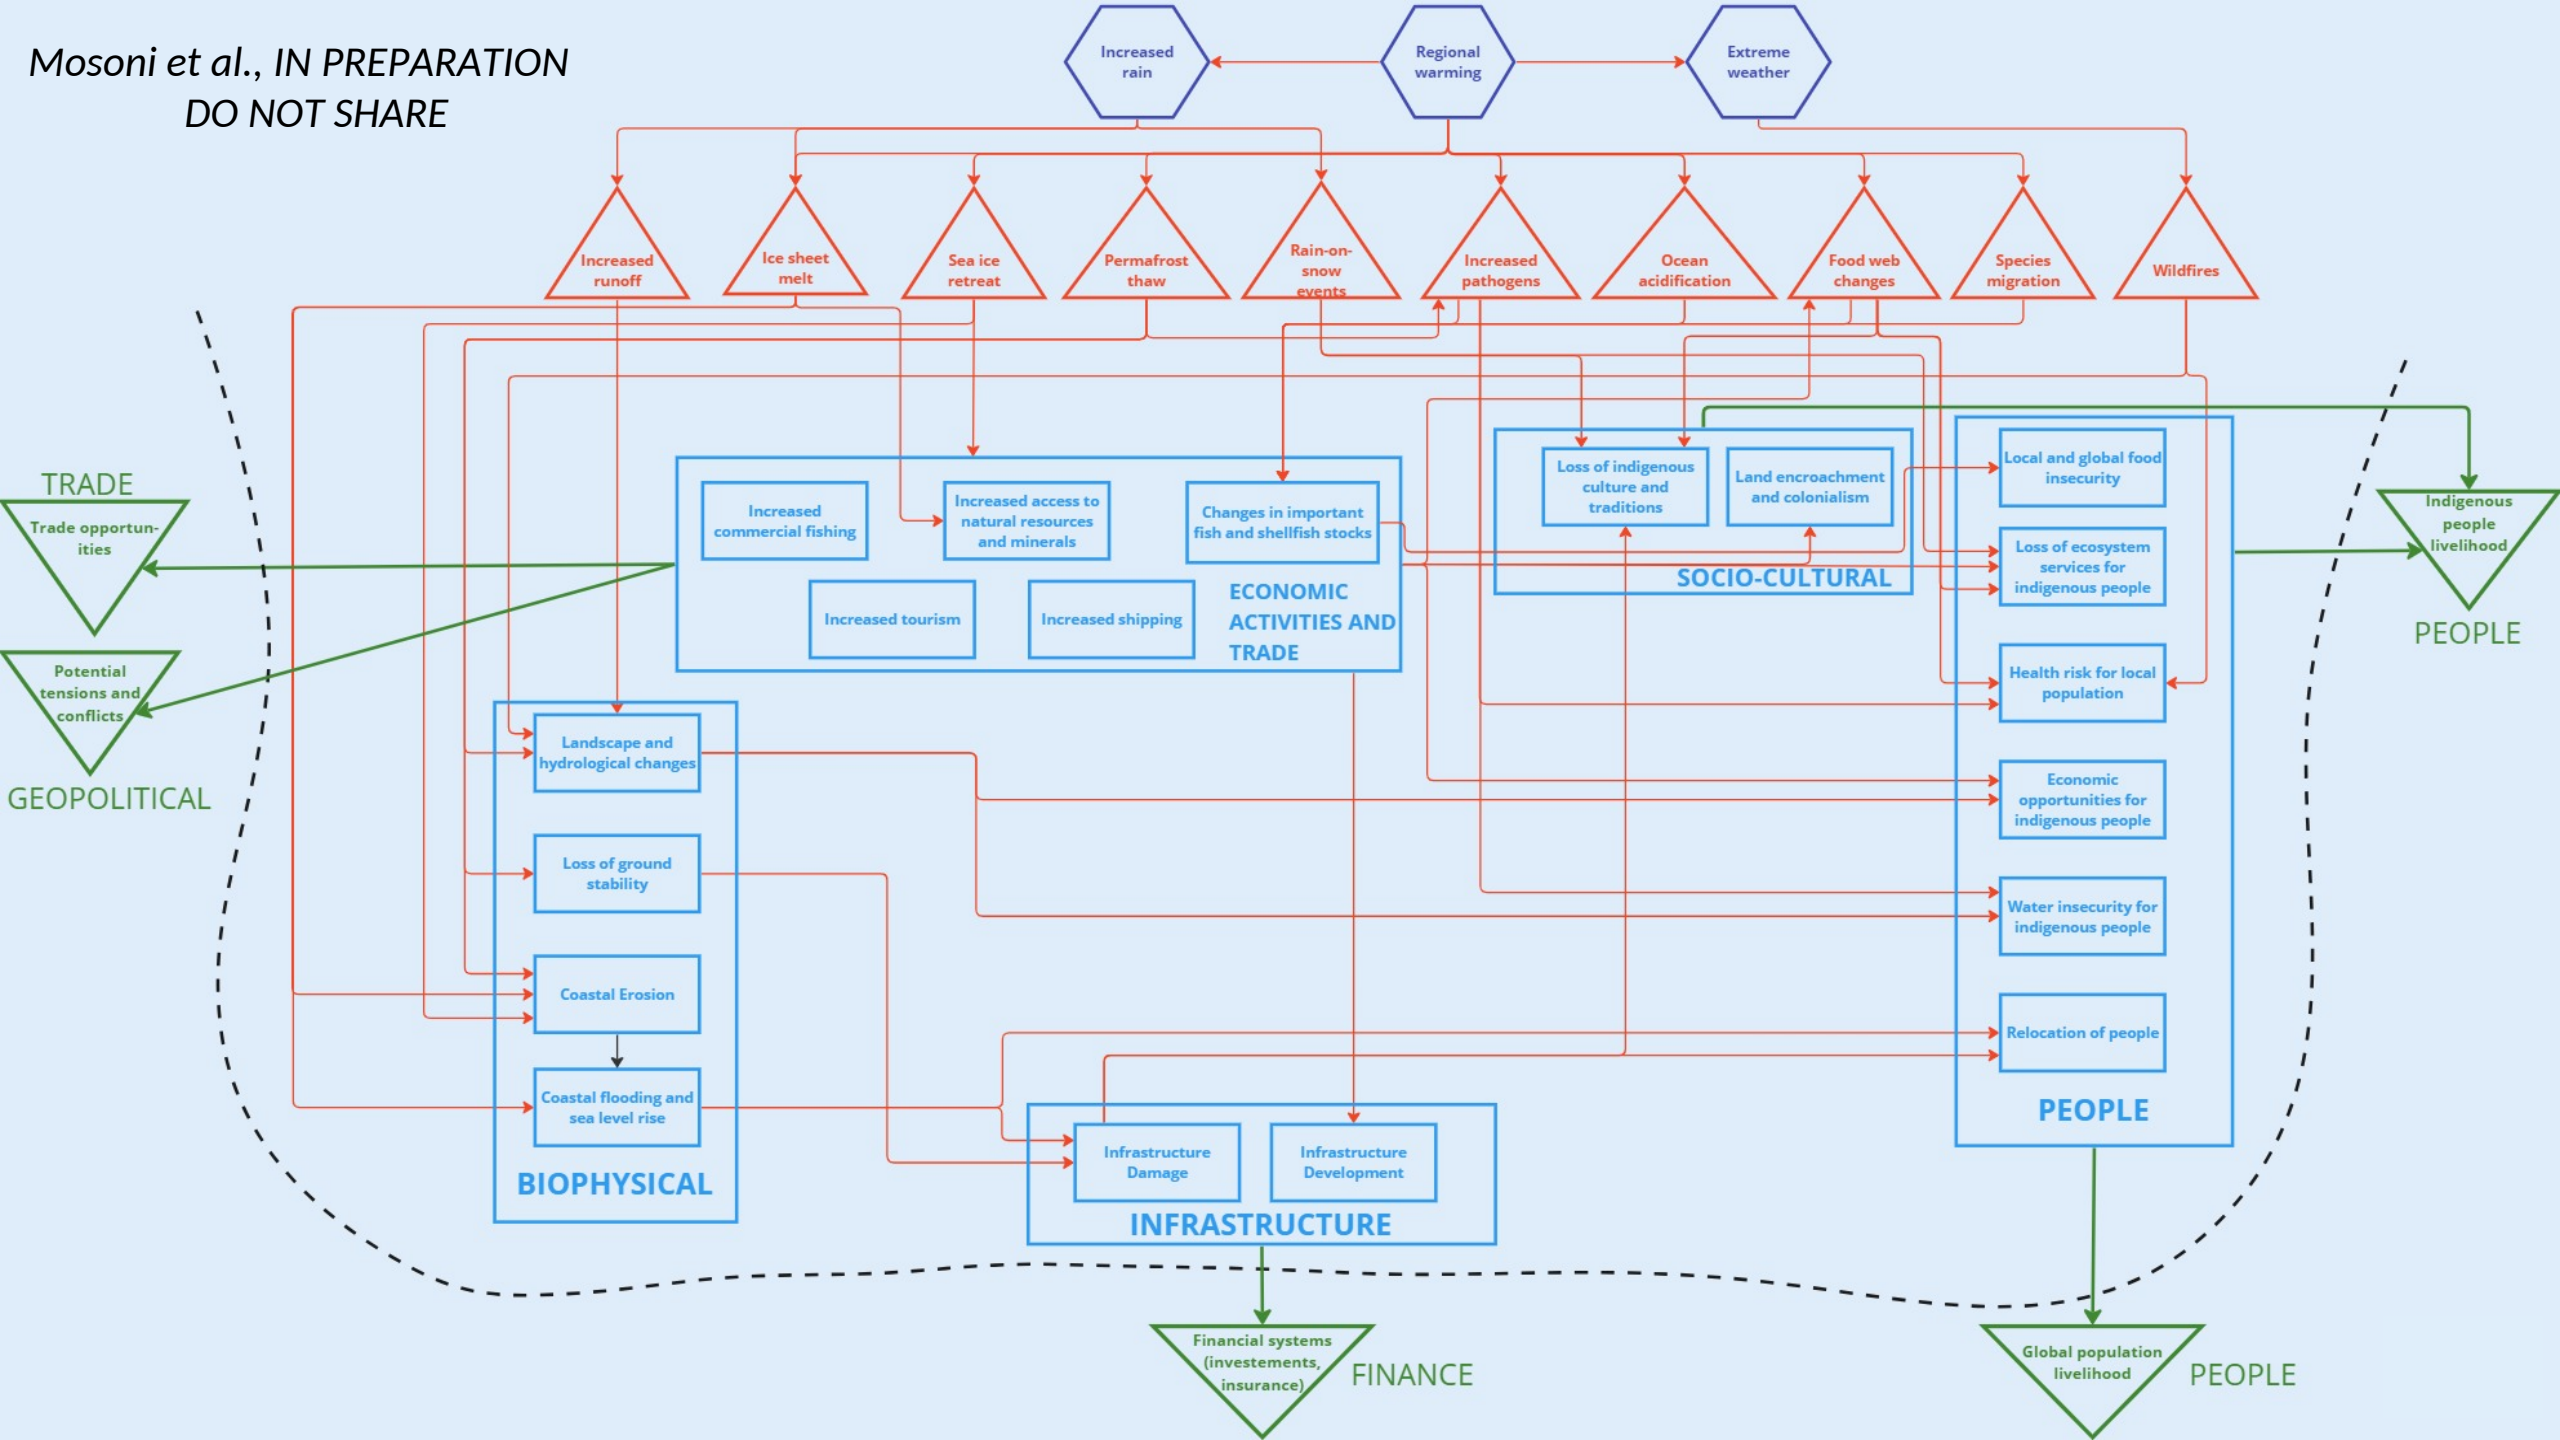 Mosoni et al., IN PREPARATION
DO NOT SHARE
Increased
rain
Regional
warming
Extreme
weather
Increased
runoff
Ice sheet
melt
Sea ice
retreat
Permafrost
thaw
Rain-on-
snow
events
Increased
pathogens
Ocean
acidification
Food web
changes
Species
migration
Wildfires
TRADE
Trade opportun-
ities
Potential
tensions and
conflicts
GEOPOLITICAL
Increased
commercial fishing
Increased access to
natural resources
and minerals
Changes in important
fish and shellfish stocks
Increased tourism
Increased shipping
ECONOMIC
ACTIVITIES AND
TRADE
Loss of indigenous
culture and
traditions
Land encroachment
and colonialism
SOCIO-CULTURAL
Local and global food
insecurity
Loss of ecosystem
services for
indigenous people
Health risk for local
population
Economic
opportunities for
indigenous people
Water insecurity for
indigenous people
Relocation of people
PEOPLE
Indigenous
people
livelihood
PEOPLE
Landscape and
hydrological changes
Loss of ground
stability
Coastal Erosion
Coastal flooding and
sea level rise
BIOPHYSICAL
Infrastructure
Damage
Infrastructure
Development
INFRASTRUCTURE
Financial systems
(investements,
insurance)
FINANCE
Global population
livelihood
PEOPLE